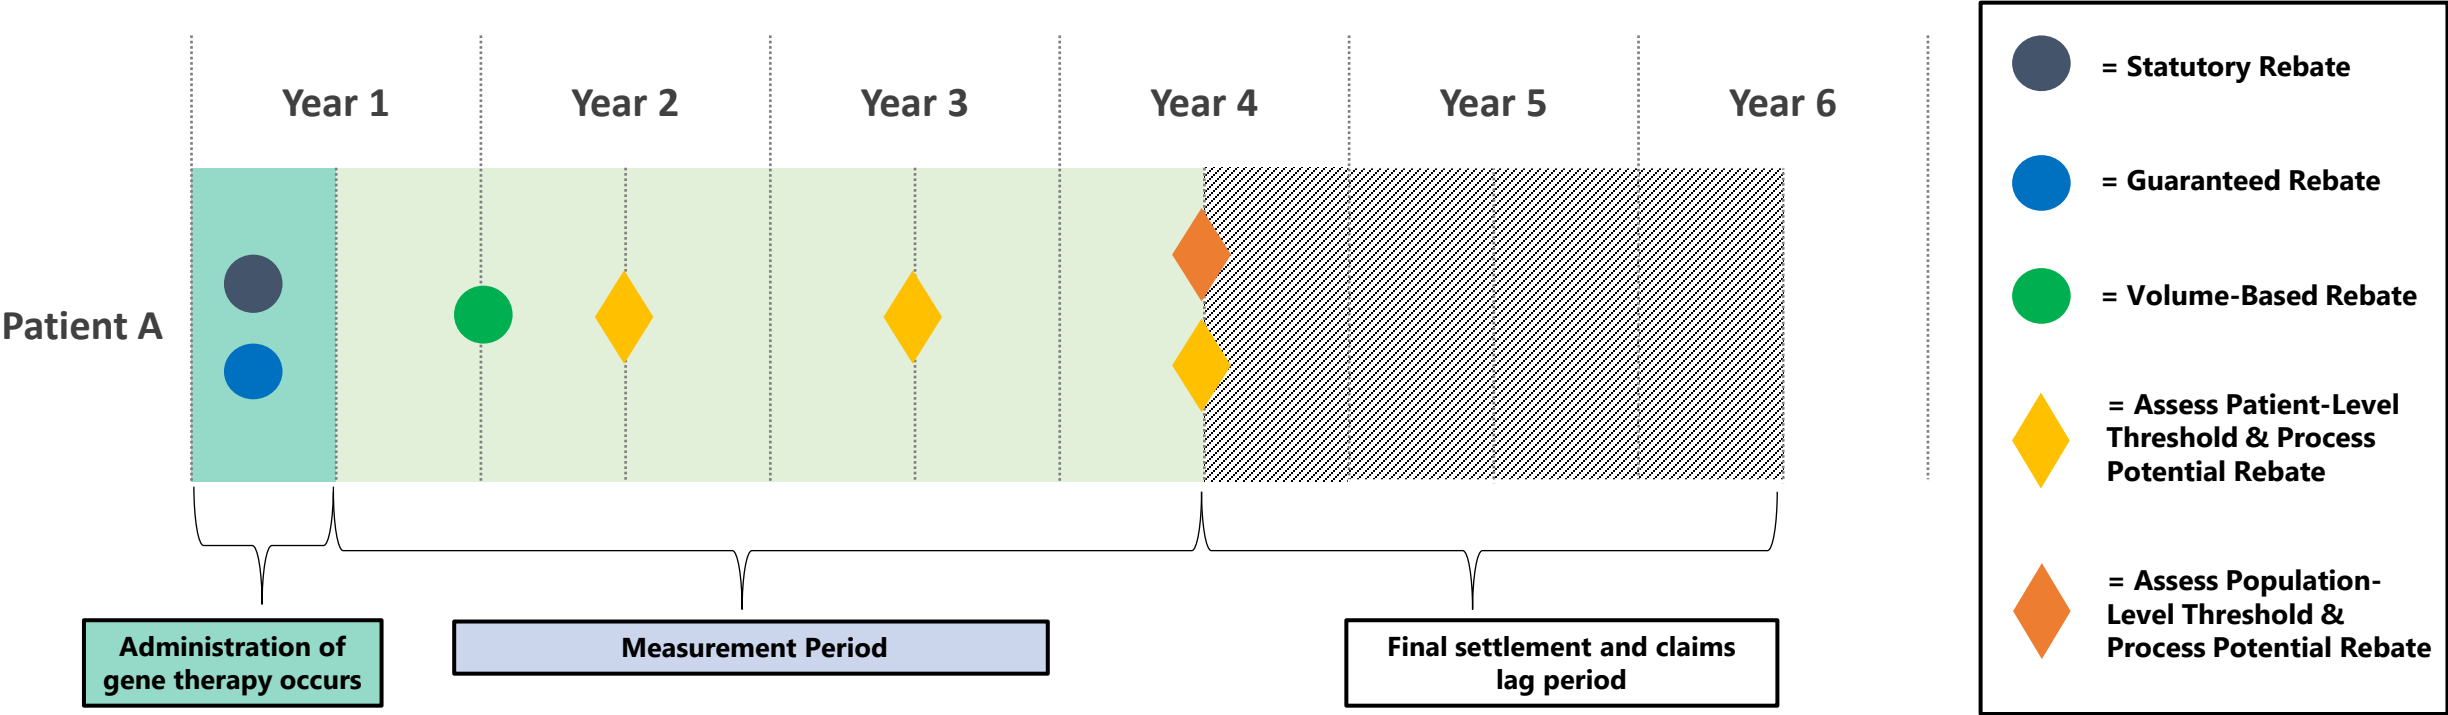 Year 1
Year 2
Year 3
Year 4
Year 5
Year 6
Patient A
Administration of
gene therapy occurs
Measurement Period
Final settlement and claims
lag period
= Statutory Rebate
= Guaranteed Rebate
= Volume-Based Rebate
= Assess Patient-Level
Threshold & Process
Potential Rebate
= Assess Population-
Level Threshold &
Process Potential Rebate